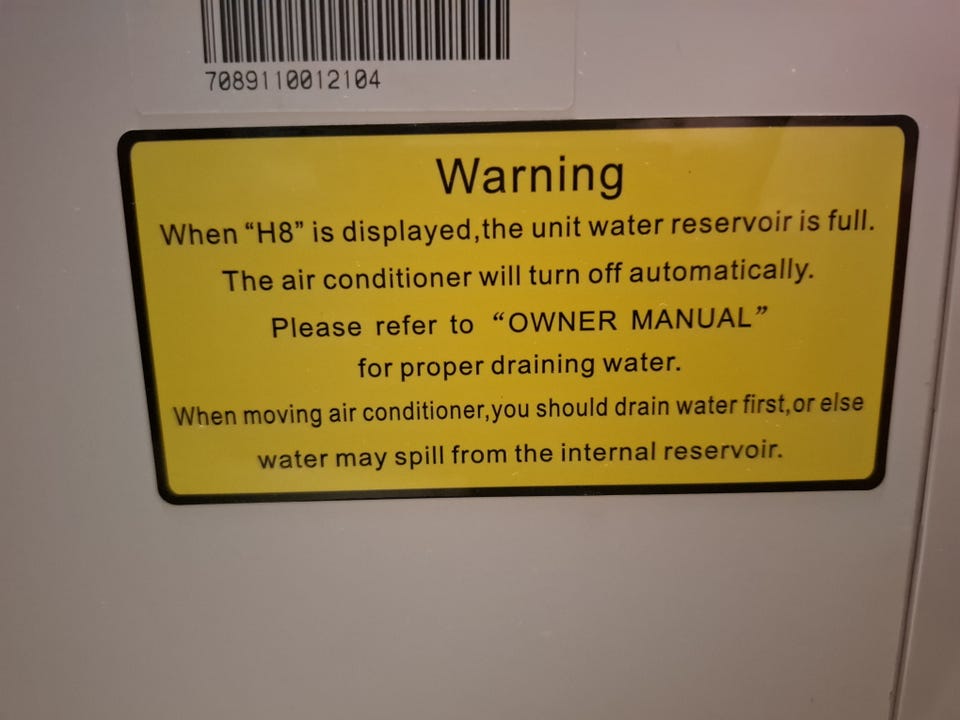 7089110012104
Warning
When “H8” is displayed,the unit water reservoir is full.
The air conditioner will turn off automatically.
Please refer to “OWNER MANUAL”
for proper draining water.
When moving air conditioner,you should drain water first,or else
water may spill from the internal reservoir.